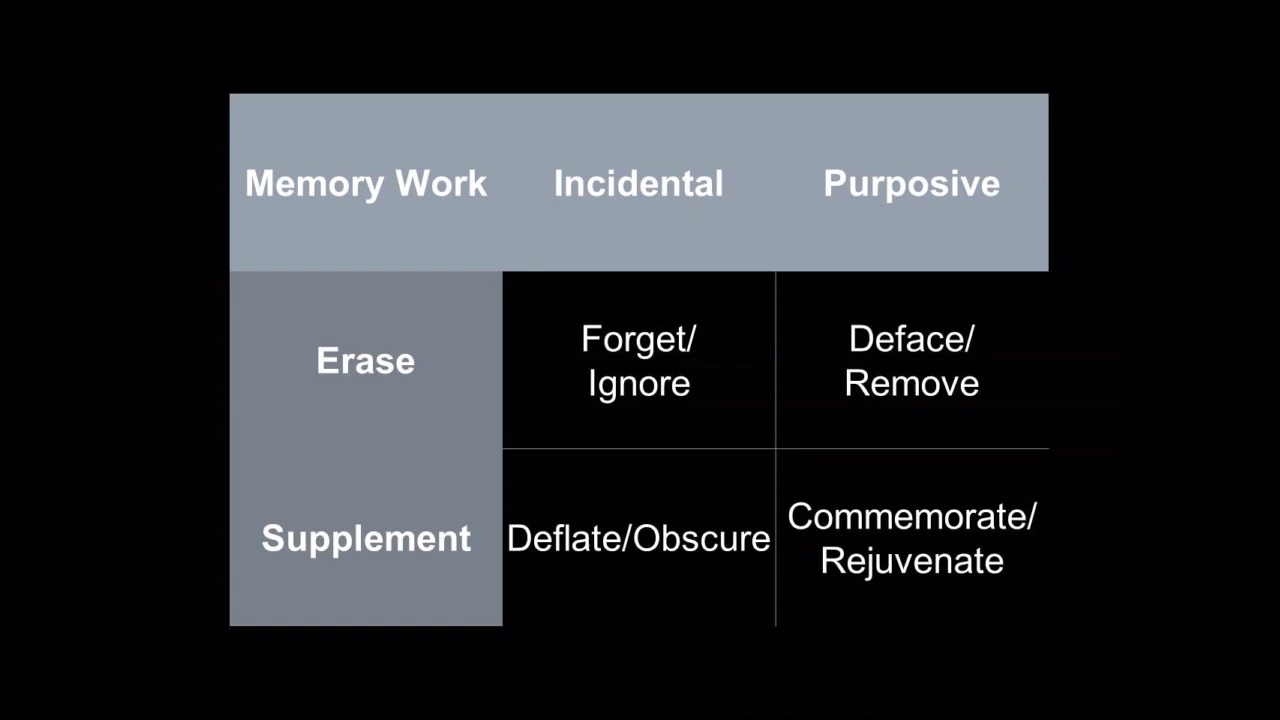 Memory Work Incidental Purposive
Erase
Forget/
Ignore
Deface/
Remove
Supplement
Deflate/Obscure
Commemorate/
Rejuvenate